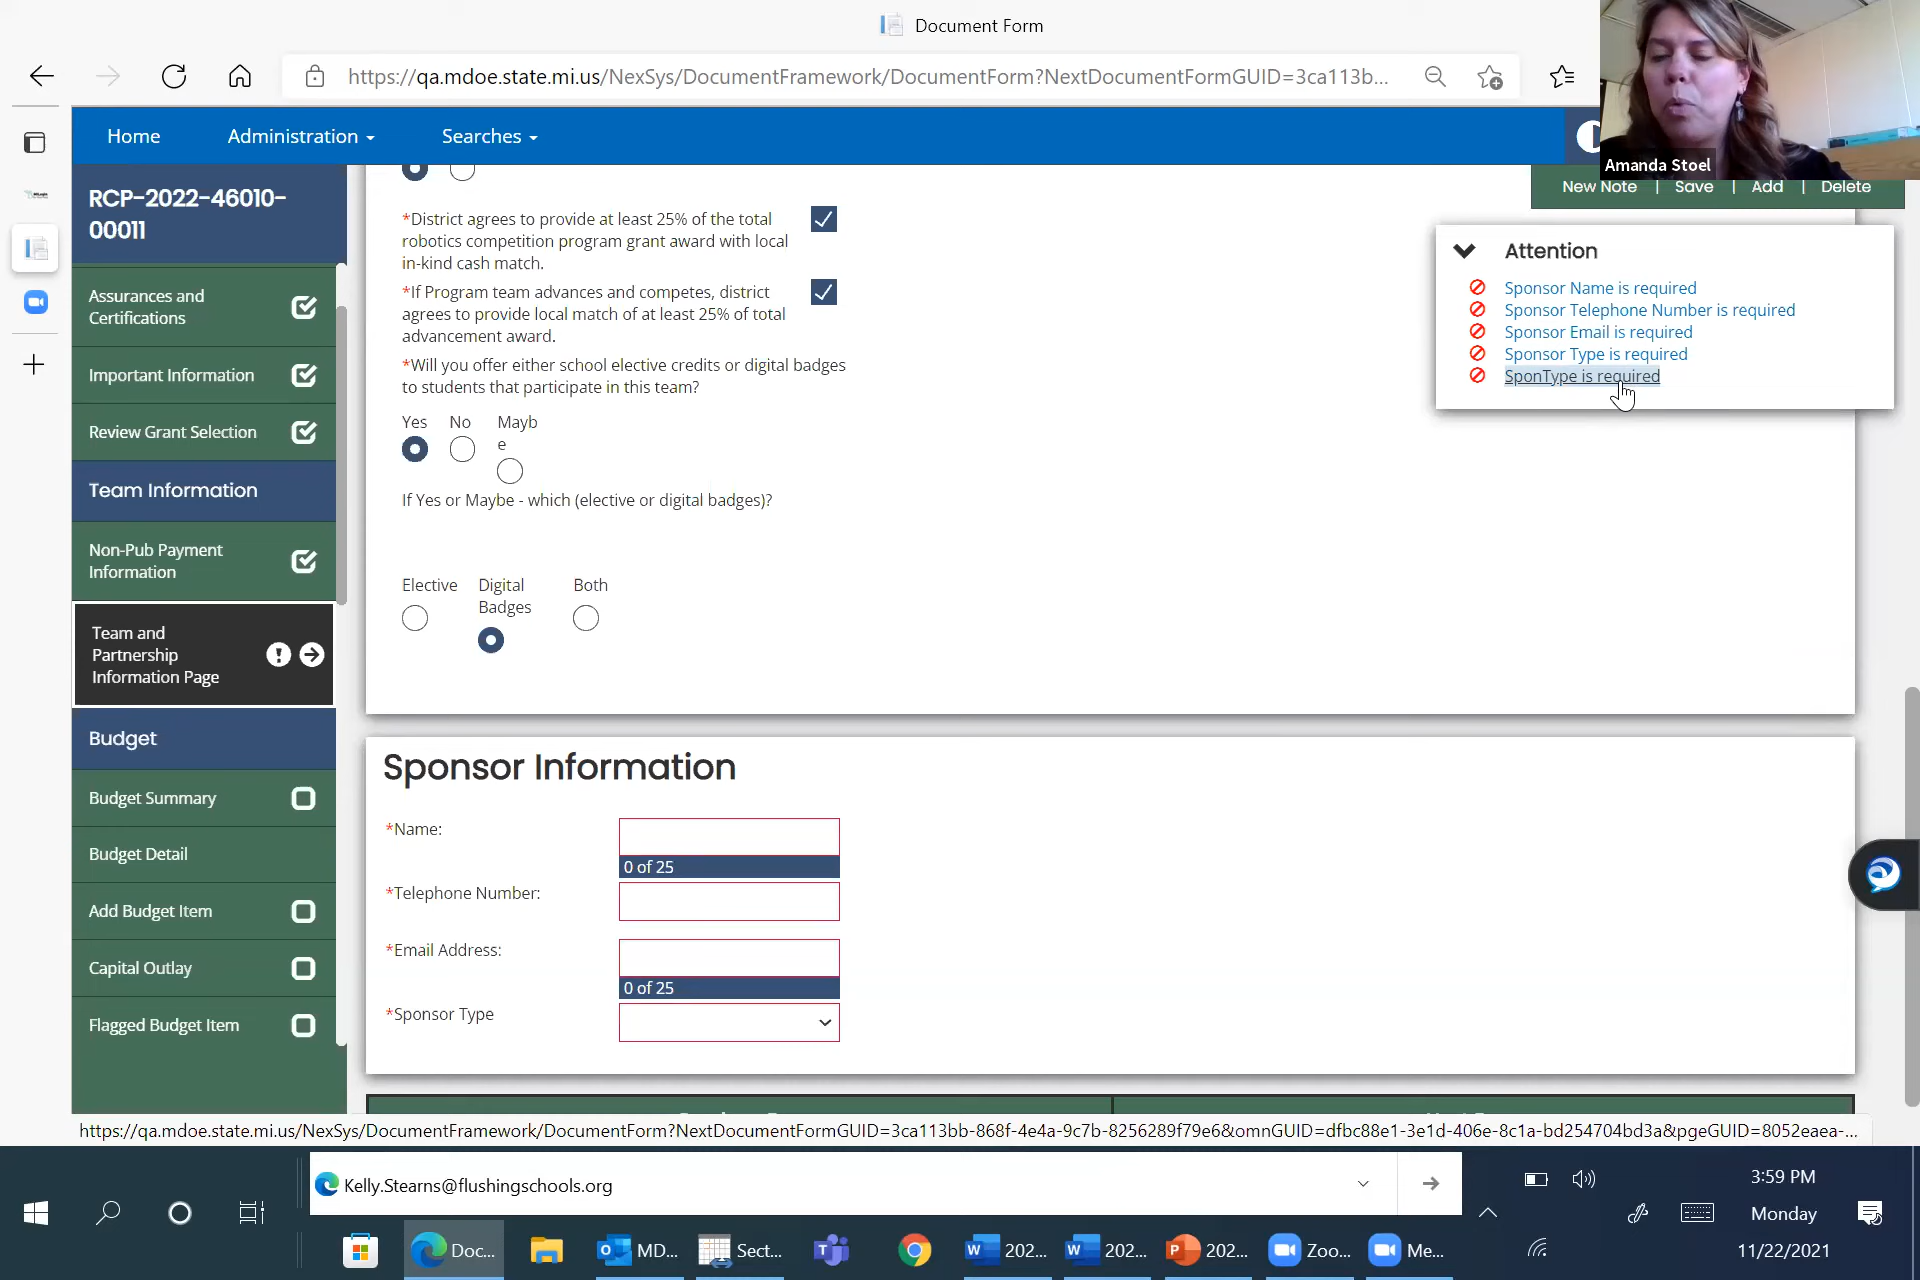 Document Form
https://qa.mdoe.state.mi.us/NexSys/DocumentFramework/DocumentForm?NextDocumentFormGUID=3ca113b...
Home
Administration
Searches
Amanda Stoel
New Note | Save | Add | Delete
RCP-2022-46010-
00011
Assurances and
Certifications
Important Information
Review Grant Selection
Team Information
Non-Pub Payment
Information
Team and
Partnership
Information Page
Budget
Budget Summary
Budget Detail
Add Budget Item
Capital Outlay
Flagged Budget Item
*District agrees to provide at least 25% of the total
robotics competition program grant award with local
in-kind cash match.
*If Program team advances and competes, district
agrees to provide local match of at least 25% of total
advancement award.
*Will you offer either school elective credits or digital badges
to students that participate in this team?
Yes
No
Mayb
e
If Yes or Maybe - which (elective or digital badges)?
Elective
Digital
Badges
Both
Attention
Sponsor Name is required
Sponsor Telephone Number is required
Sponsor Email is required
Sponsor Type is required
SponType is required
Sponsor Information
*Name:
0 of 25
*Telephone Number:
*Email Address:
0 of 25
*Sponsor Type
https://qa.mdoe.state.mi.us/NexSys/DocumentFramework/DocumentForm?NextDocumentFormGUID=3ca113bb-868f-4e4a-9c7b-8256289f79e6&omnGUID=dfbc88e1-3e1d-406e-8c1a-bd254704bd3a&pgeGUID=8052eaea-...
Kelly.Stearns@flushingschools.org
3:59 PM
Monday
11/22/2021
Doc...
MD...
Sect...
202...
202...
202...
Zoo...
Me...